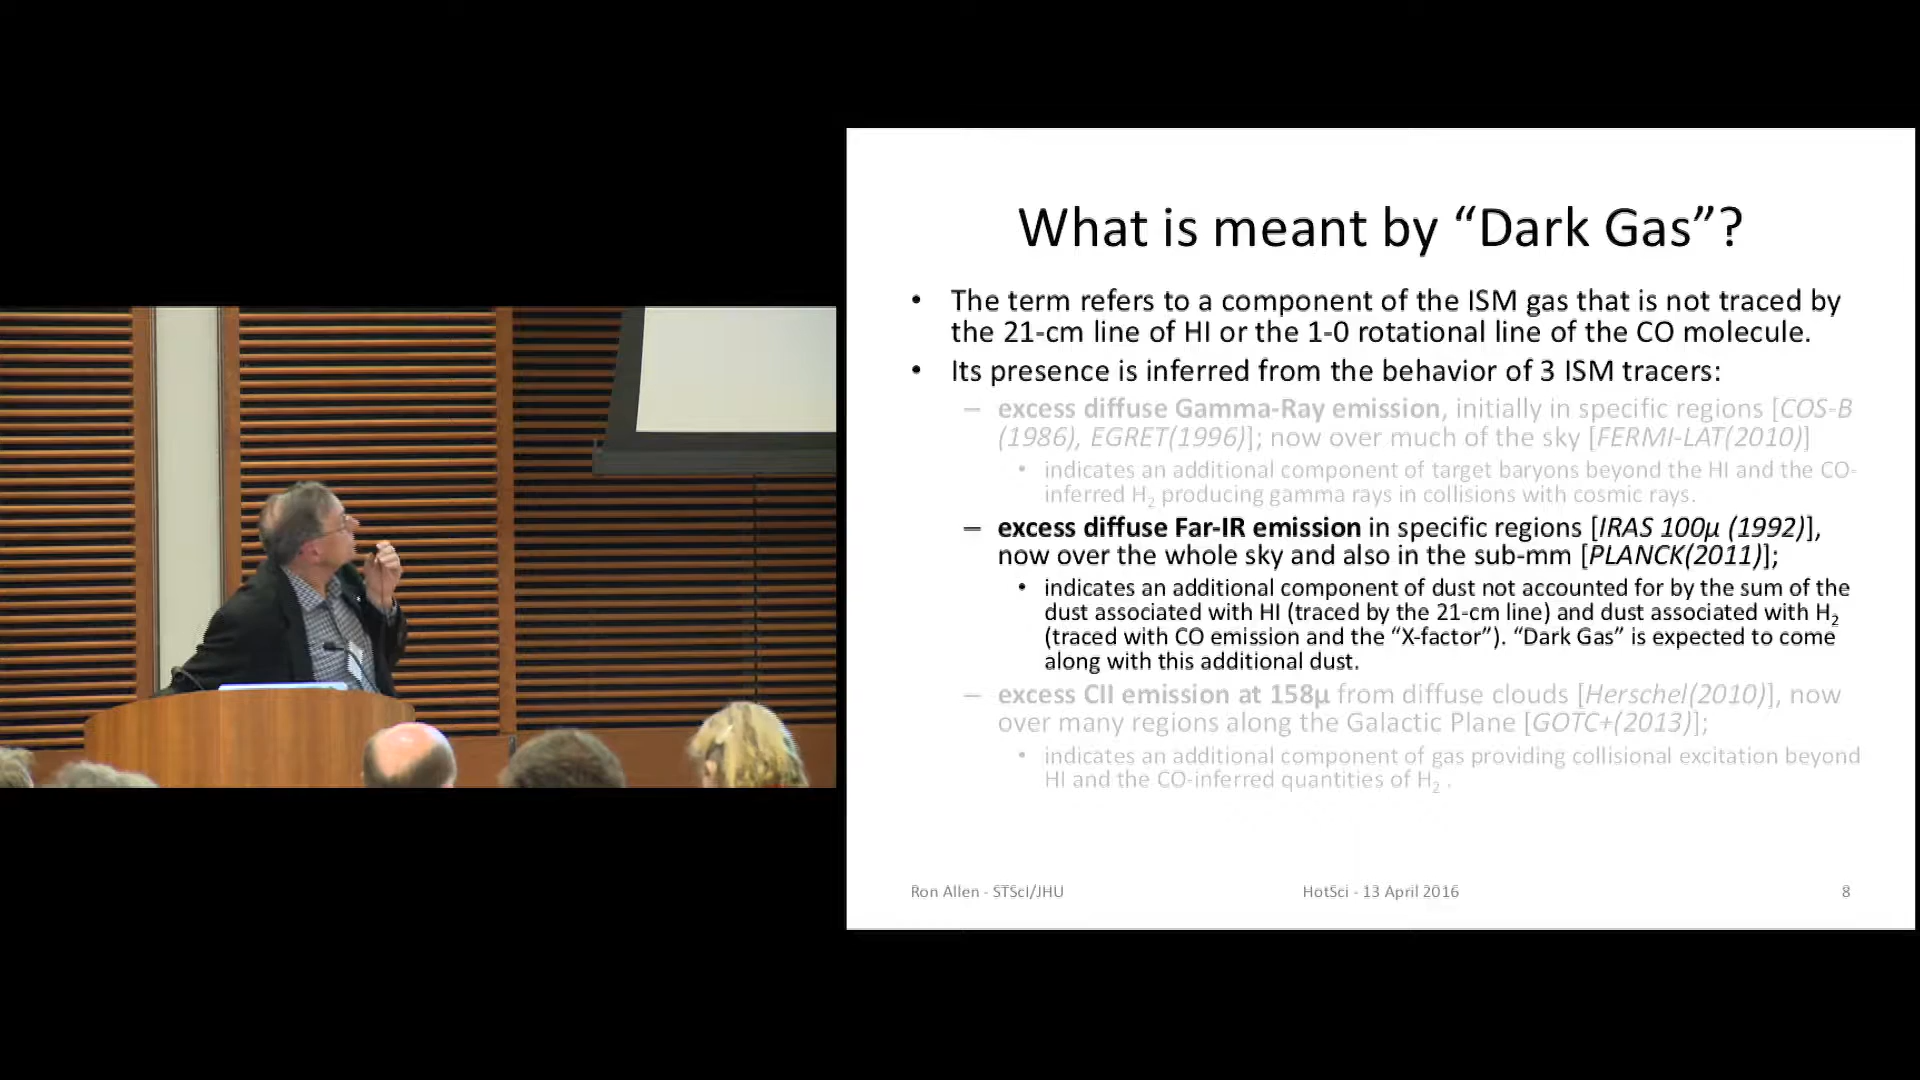 What is meant by “Dark Gas”?
• The term refers to a component of the ISM gas that is not traced by
the 21-cm line of HI or the 1-0 rotational line of the CO molecule.
• Its presence is inferred from the behavior of 3 ISM tracers:
– excess diffuse Gamma-Ray emission, initially in specific regions [COS-B
(1986), EGRET(1996)]; now over much of the sky [FERMI-LAT(2010)]
• indicates an additional component of target baryons beyond the HI and the CO-
inferred H₂ producing gamma rays in collisions with cosmic rays.
– excess diffuse Far-IR emission in specific regions [IRAS 100μ (1992)],
now over the whole sky and also in the sub-mm [PLANCK(2011)];
• indicates an additional component of dust not accounted for by the sum of the
dust associated with HI (traced by the 21-cm line) and dust associated with H₂
(traced with CO emission and the “X-factor”). “Dark Gas” is expected to come
along with this additional dust.
– excess CII emission at 158μ from diffuse clouds [Herschel(2010)], now
over many regions along the Galactic Plane [GOTC+(2013)];
• indicates an additional component of gas providing collisional excitation beyond
HI and the CO-inferred quantities of H₂ .
Ron Allen - STScI/JHU
HotSci - 13 April 2016
8